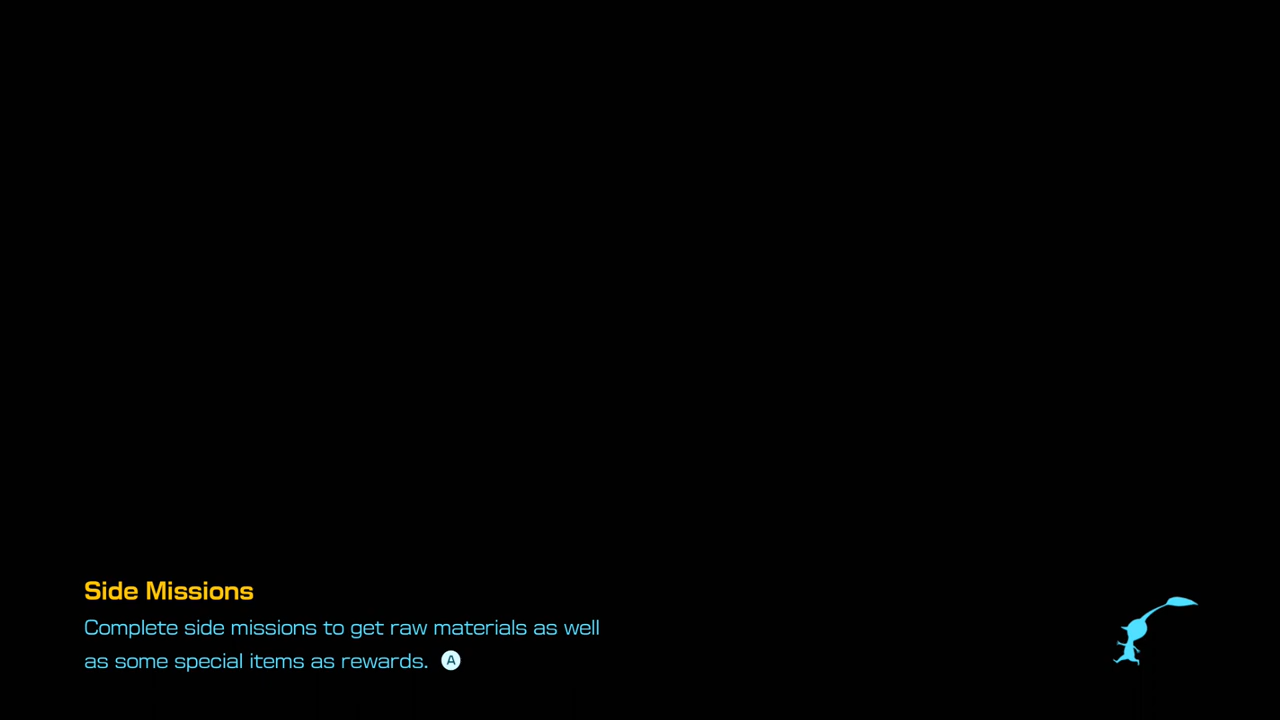 Side Missions
Complete side missions to get raw materials as well
as some special items as rewards. A